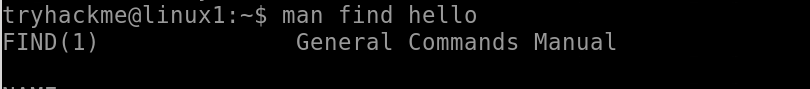 tryhackme@linux1:~$ man find hello
FIND(1) General Commands Manual